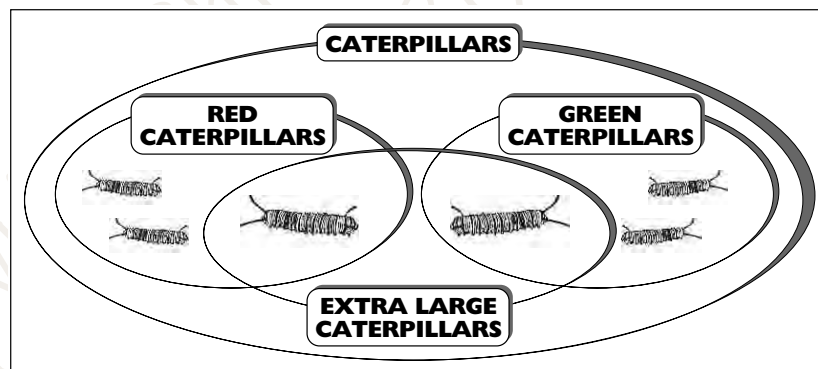 CATERPILLARS
RED
CATERPILLARS
GREEN
CATERPILLARS
EXTRA LARGE
CATERPILLARS